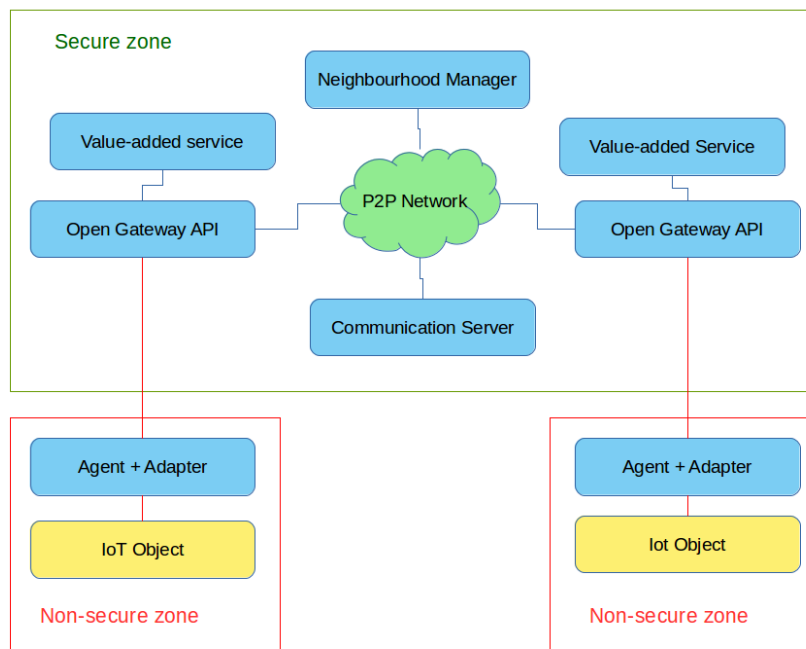 Secure zone
Neighbourhood Manager
Value-added service
Value-added Service
P2P Network
Open Gateway API
Open Gateway API
Communication Server
Agent + Adapter
Agent + Adapter
IoT Object
Iot Object
Non-secure zone
Non-secure zone